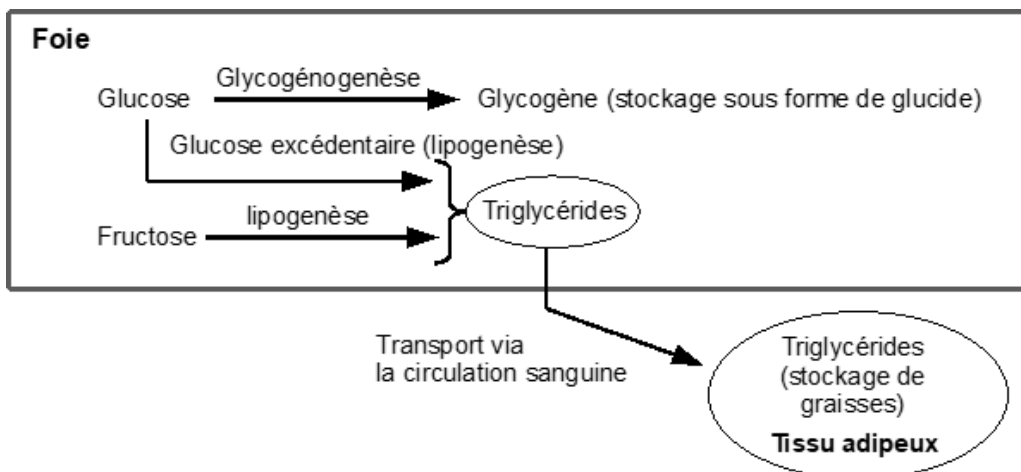 Foie
Glycogénogenèse
Glucose
Glycogène (stockage sous forme de glucide)
Glucose excédentaire (lipogenèse)
lipogenèse
Triglycérides
Fructose
Transport via
la circulation sanguine
Triglycérides
(stockage de
graisses)
Tissu adipeux